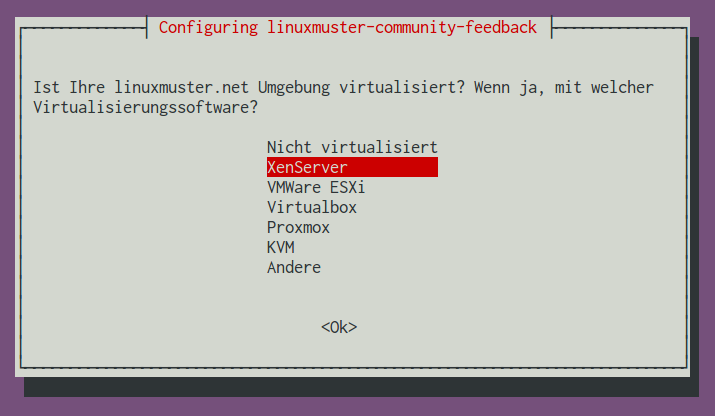 Configuring linuxmuster-community-feedback
Ist Ihre linuxmuster.net Umgebung virtualisiert? Wenn ja, mit welcher
Virtualisierungssoftware?
Nicht virtualisiert
XenServer
VMWare ESXi
Virtualbox
Proxmox
KVM
Andere
<Ok>